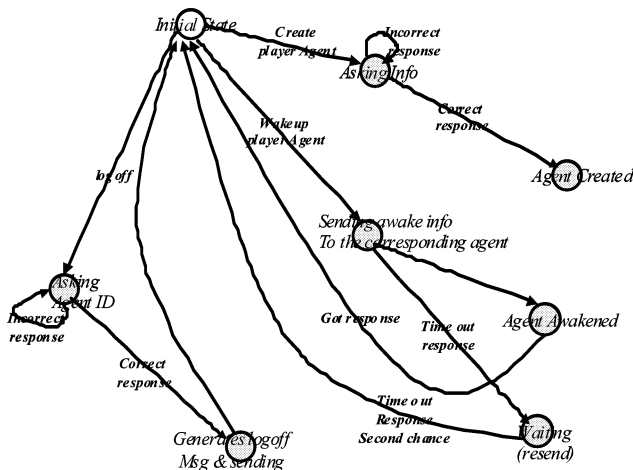 Initial State
Create
player Agent
Incorrect
response
Asking Info
Correct
response
Agent Created
Wakeup
player Agent
log off
Sending awake info
To the corresponding agent
Asking
Agent ID
Incorrect
response
Got response
Time out
response
Agent Awakened
Correct
response
Time out
Response
Second chance
Waiting
(resend)
Generates logoff
Msg & sending